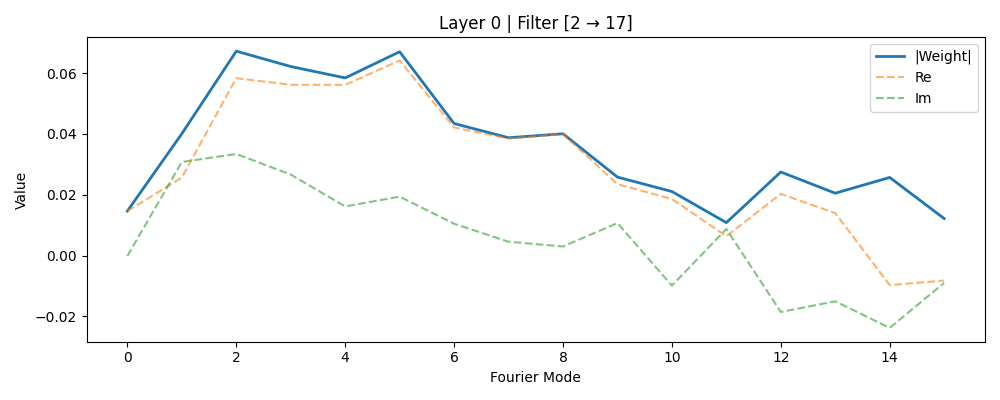 Layer 0 | Filter [2 → 17]
|Weight|
Re
Im
Value
0.06
0.04
0.02
0.00
−0.02
0 2 4 6 8 10 12 14
Fourier Mode